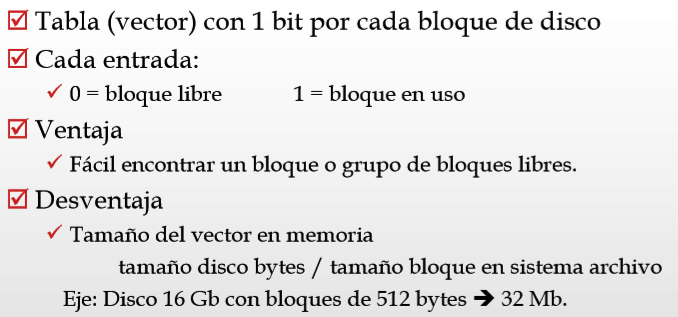 Tabla (vector) con 1 bit por cada bloque de disco
Cada entrada:
0 = bloque libre 1 = bloque en uso
Ventaja
Fácil encontrar un bloque o grupo de bloques libres.
Desventaja
Tamaño del vector en memoria
tamaño disco bytes / tamaño bloque en sistema archivo
Eje: Disco 16 Gb con bloques de 512 bytes ➔ 32 Mb.